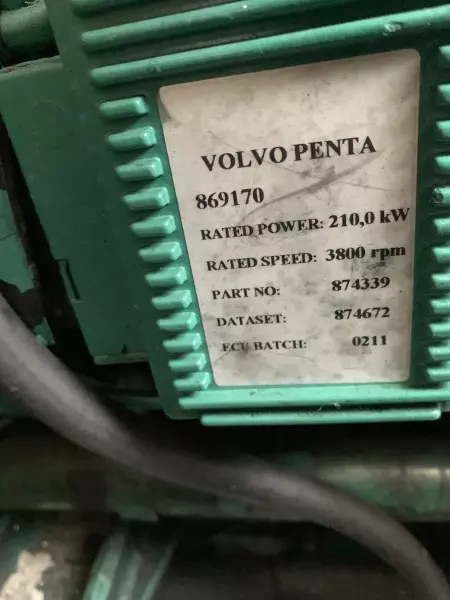 VOLVO PENTA
869170
RATED POWER: 210,0 kW
RATED SPEED: 3800 rpm
PART NO: 874339
DATASET: 874672
ECU BATCH: 0211